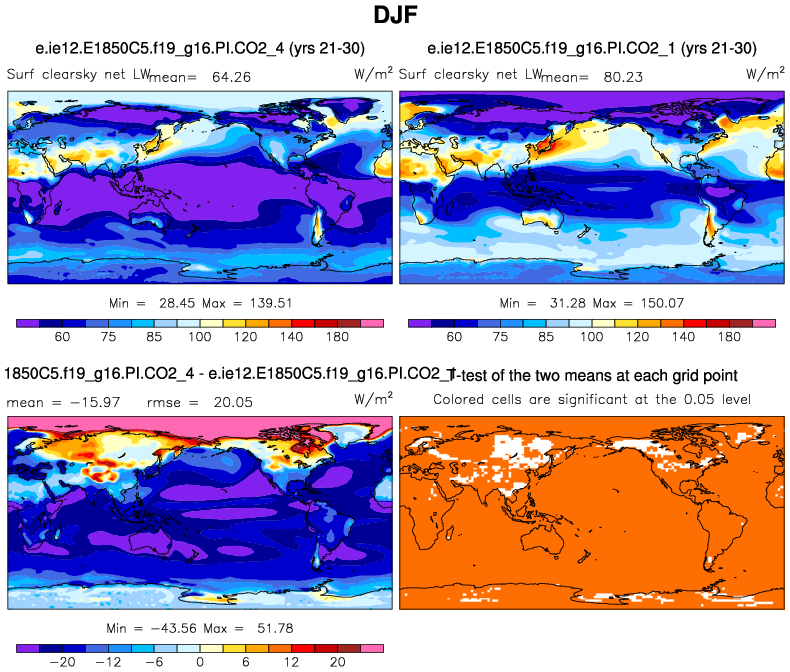 DJF
e.ie12.E1850C5.f19_g16.PI.CO2_4 (yrs 21-30)
e.ie12.E1850C5.f19_g16.PI.CO2_1 (yrs 21-30)
Surf clearsky net LW mean= 64.26 W/m²
Surf clearsky net LW mean= 80.23 W/m²
Min = 28.45 Max = 139.51
Min = 31.28 Max = 150.07
60 75 85 100 120 140 180
60 75 85 100 120 140 180
1850C5.f19_g16.PI.CO2_4 - e.ie12.E1850C5.f19_g16.PI.CO2_1
T-test of the two means at each grid point
mean = -15.97 rmse = 20.05 W/m²
Colored cells are significant at the 0.05 level
Min = -43.56 Max = 51.78
-20 -12 -6 0 6 12 20